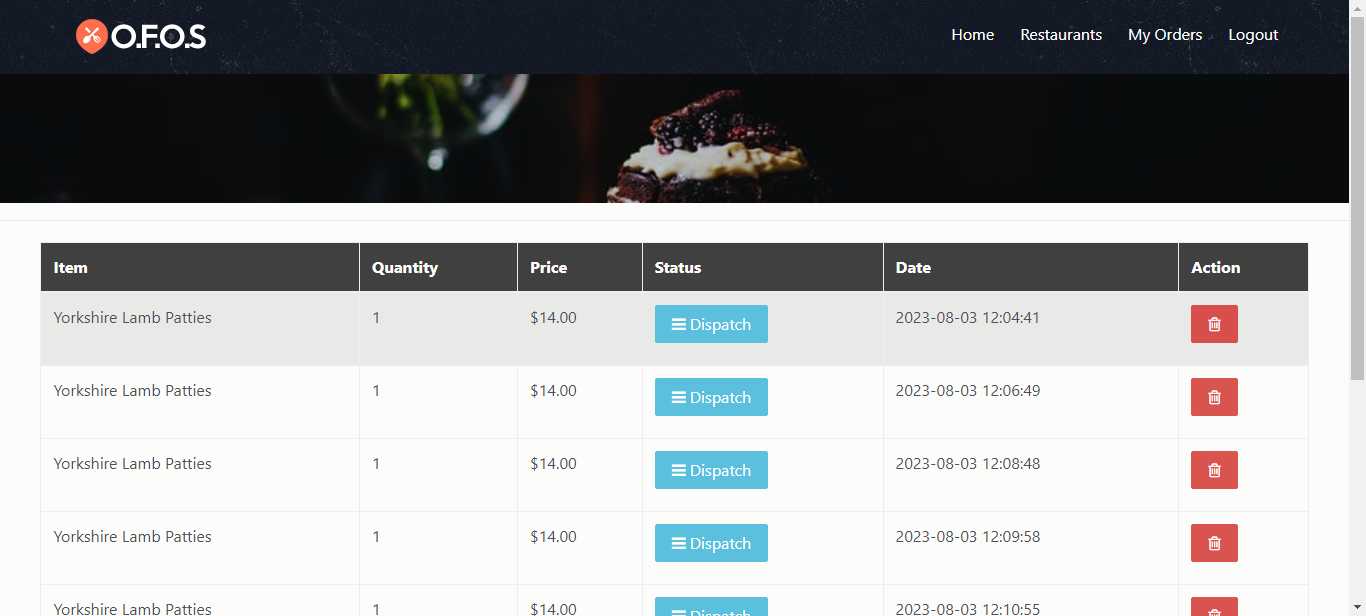 O.F.O.S
Home Restaurants My Orders Logout
Item Quantity Price Status Date Action
Yorkshire Lamb Patties 1 $14.00 Dispatch 2023-08-03 12:04:41
Yorkshire Lamb Patties 1 $14.00 Dispatch 2023-08-03 12:06:49
Yorkshire Lamb Patties 1 $14.00 Dispatch 2023-08-03 12:08:48
Yorkshire Lamb Patties 1 $14.00 Dispatch 2023-08-03 12:09:58
Yorkshire Lamb Patties 1 $14.00 Dispatch 2023-08-03 12:10:55